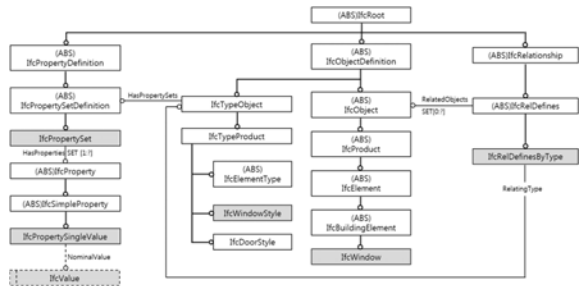 (ABS)IfcRoot
(ABS)
IfcPropertyDefinition
(ABS)
IfcObjectDefinition
(ABS)IfcRelationship
(ABS)
IfcPropertySetDefinition
HasPropertySets
IfcTypeObject
(ABS)
IfcObject
RelatedObjects
SET[0:?]
(ABS)IfcRelDefines
IfcPropertySet
IfcTypeProduct
(ABS)
IfcProduct
IfcRelDefinesByType
HasProperties SET [1:?]
(ABS)IfcProperty
(ABS)
IfcElementType
(ABS)
IfcElement
RelatingType
(ABS)IfcSimpleProperty
IfcWindowStyle
(ABS)
IfcBuildingElement
IfcPropertySingleValue
IfcDoorStyle
IfcWindow
NominalValue
IfcValue